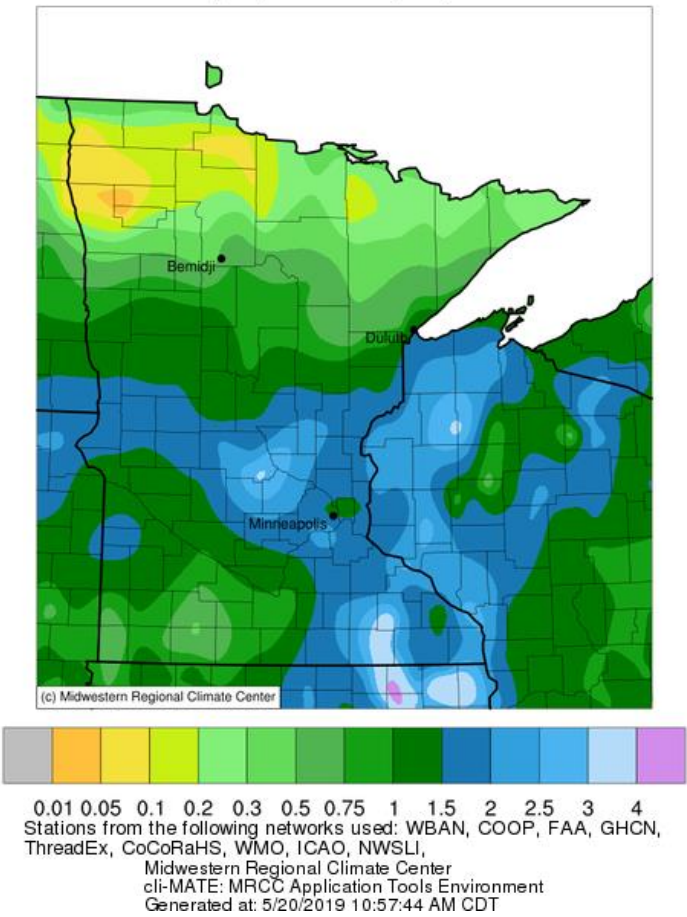 Bemidji
Duluth
Minneapolis
(c) Midwestern Regional Climate Center
0.01 0.05 0.1 0.2 0.3 0.5 0.75 1 1.5 2 2.5 3 4
Stations from the following networks used: WBAN, COOP, FAA, GHCN,
ThreadEx, CoCoRaHS, WMO, ICAO, NWSLI,
Midwestern Regional Climate Center
cli-MATE: MRCC Application Tools Environment
Generated at: 5/20/2019 10:57:44 AM CDT